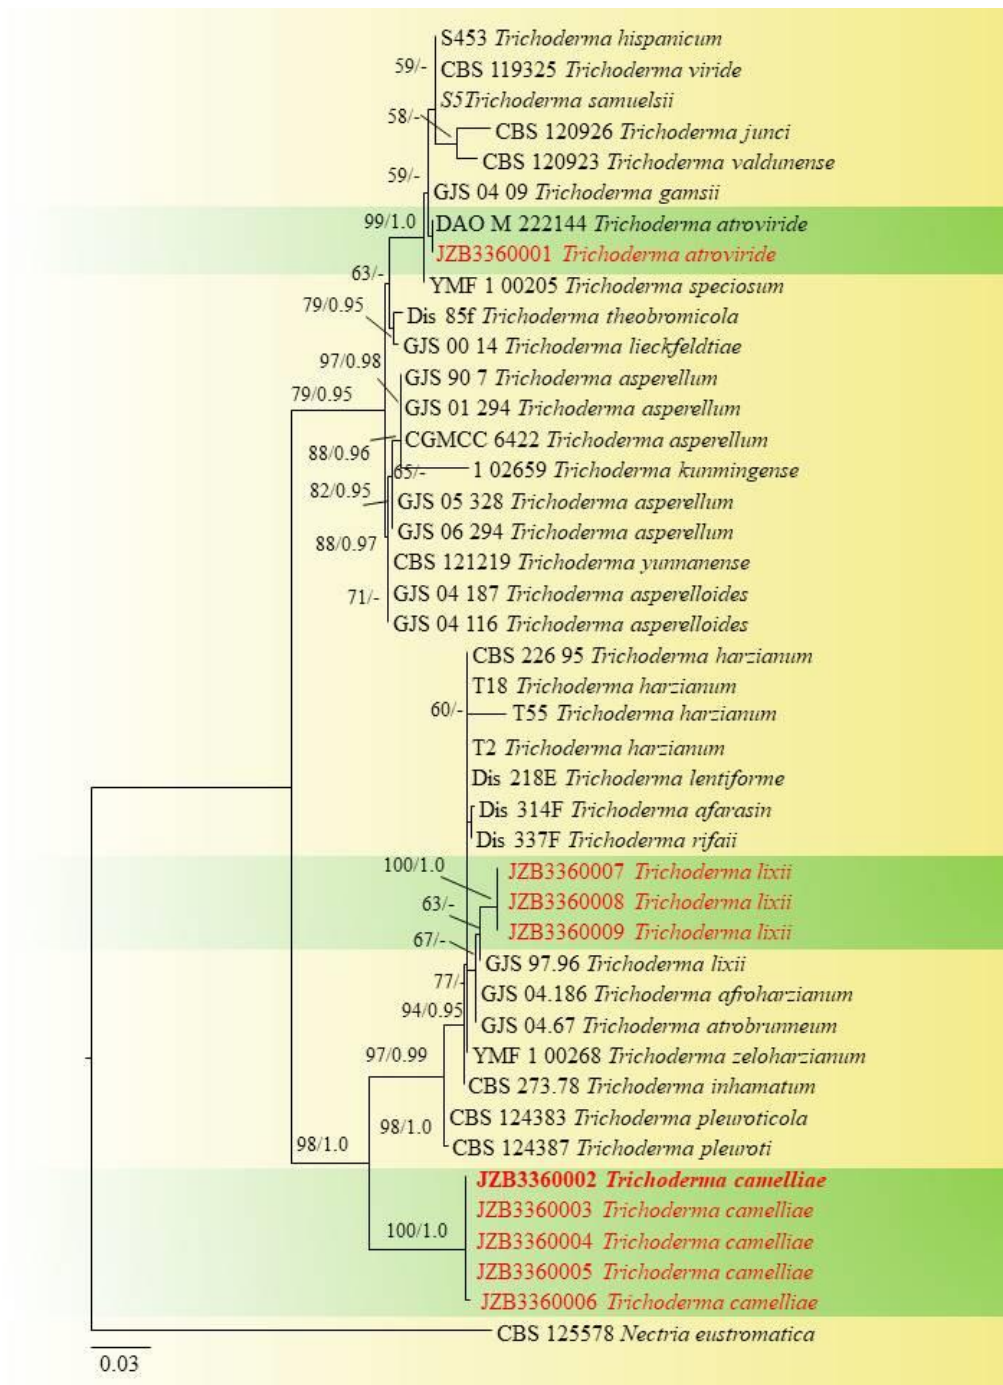 S453 Trichoderma hispanicum
59/-
CBS 119325 Trichoderma viride
S5Trichoderma samuelsii
58/-
CBS 120926 Trichoderma junci
CBS 120923 Trichoderma valdunense
59/-
GJS 04 09 Trichoderma gamsii
99/1.0
DAO M 222144 Trichoderma atroviride
JZB3360001 Trichoderma atroviride
63/-
YMF 1 00205 Trichoderma speciosum
79/0.95
Dis 85f Trichoderma theobromicola
GJS 00 14 Trichoderma lieckfeldtiae
97/0.98
GJS 90 7 Trichoderma asperellum
79/0.95
GJS 01 294 Trichoderma asperellum
CGMCC 6422 Trichoderma asperellum
88/0.96
65/-
1 02659 Trichoderma kunmingense
82/0.95
GJS 05 328 Trichoderma asperellum
GJS 06 294 Trichoderma asperellum
88/0.97
CBS 121219 Trichoderma yunnanense
71/-
GJS 04 187 Trichoderma asperelloides
GJS 04 116 Trichoderma asperelloides
CBS 226 95 Trichoderma harzianum
T18 Trichoderma harzianum
60/-
T55 Trichoderma harzianum
T2 Trichoderma harzianum
Dis 218E Trichoderma lentiforme
Dis 314F Trichoderma afarasin
Dis 337F Trichoderma rifaii
100/1.0
JZB3360007 Trichoderma lixii
63/-
JZB3360008 Trichoderma lixii
JZB3360009 Trichoderma lixii
67/-
GJS 97.96 Trichoderma lixii
77/-
GJS 04.186 Trichoderma afroharzianum
94/0.95
GJS 04.67 Trichoderma atrobrunneum
97/0.99
YMF 1 00268 Trichoderma zeloharzianum
CBS 273.78 Trichoderma inhamatum
CBS 124383 Trichoderma pleuroticola
98/1.0
98/1.0
CBS 124387 Trichoderma pleuroti
JZB3360002 Trichoderma camelliae
JZB3360003 Trichoderma camelliae
100/1.0
JZB3360004 Trichoderma camelliae
JZB3360005 Trichoderma camelliae
JZB3360006 Trichoderma camelliae
CBS 125578 Nectria eustromatica
0.03